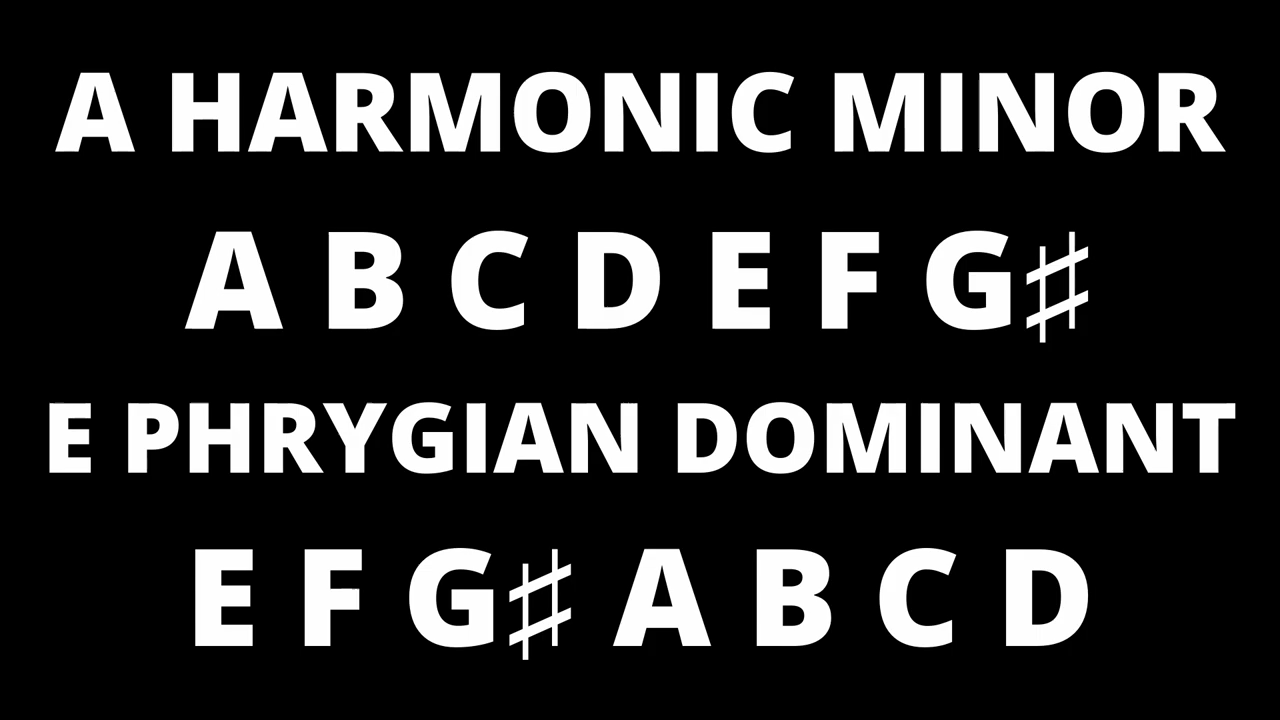 A HARMONIC MINOR
A B C D E F G♯
E PHRYGIAN DOMINANT
E F G♯ A B C D